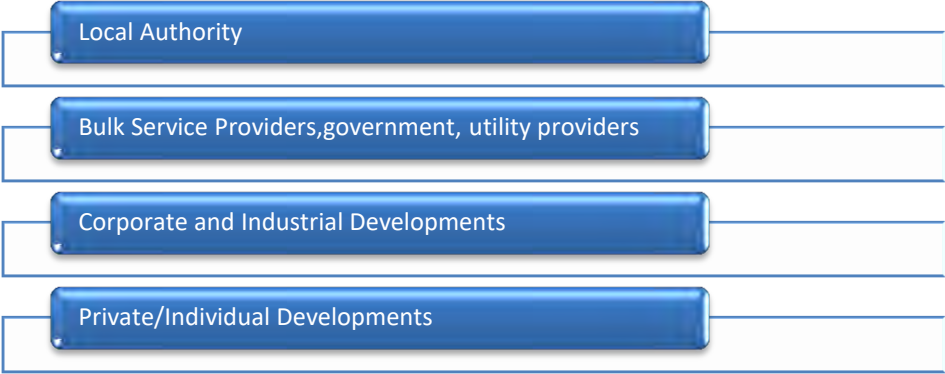 Local Authority
Bulk Service Providers,government, utility providers
Corporate and Industrial Developments
Private/Individual Developments